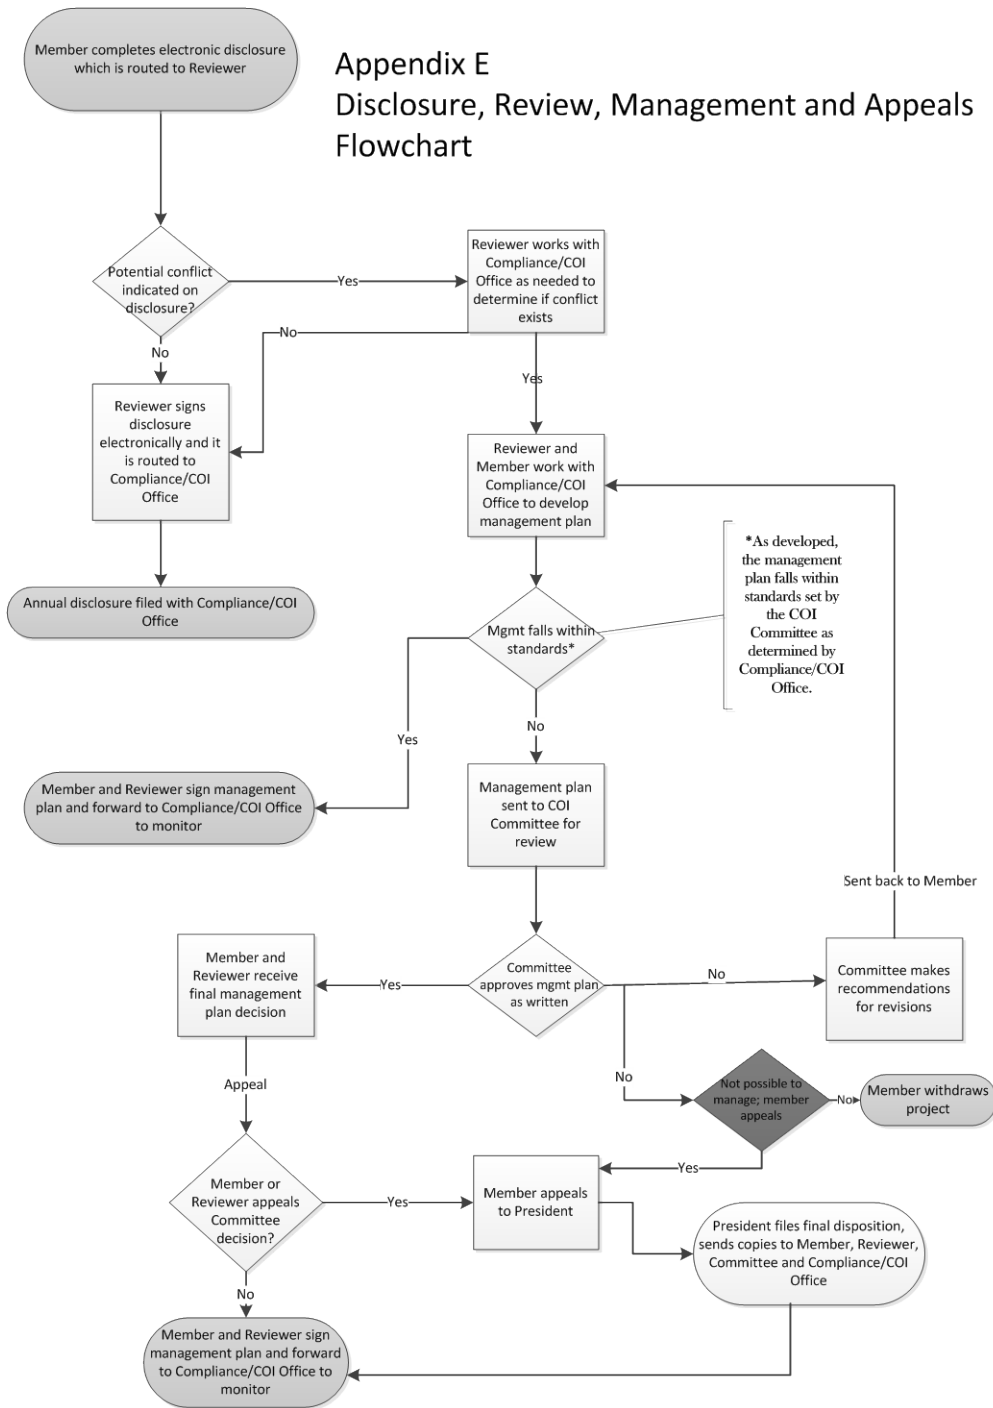 Member completes electronic disclosure
which is routed to Reviewer
Appendix E
Disclosure, Review, Management and Appeals
Flowchart
Potential conflict
indicated on
disclosure?
Yes
Reviewer works with
Compliance/COI
Office as needed to
determine if conflict
exists
No
No
Yes
Reviewer signs
disclosure
electronically and it
is routed to
Compliance/COI
Office
Reviewer and
Member work with
Compliance/COI
Office to develop
management plan
*As developed,
the management
plan falls within
standards set by
the COI
Committee as
determined by
Compliance/COI
Office.
Annual disclosure filed with Compliance/COI
Office
Mgmt falls within
standards*
Yes
No
Member and Reviewer sign management
plan and forward to Compliance/COI Office
to monitor
Management plan
sent to COI
Committee for
review
Sent back to Member
Member and
Reviewer receive
final management
plan decision
Yes
Committee
approves mgmt plan
as written
No
Committee makes
recommendations
for revisions
Appeal
No
Not possible to
manage; member
appeals
No
Member withdraws
project
Yes
Member or
Reviewer appeals
Committee
decision?
Yes
Member appeals
to President
President files final disposition,
sends copies to Member, Reviewer,
Committee and Compliance/COI
Office
No
Member and Reviewer sign
management plan and forward
to Compliance/COI Office to
monitor